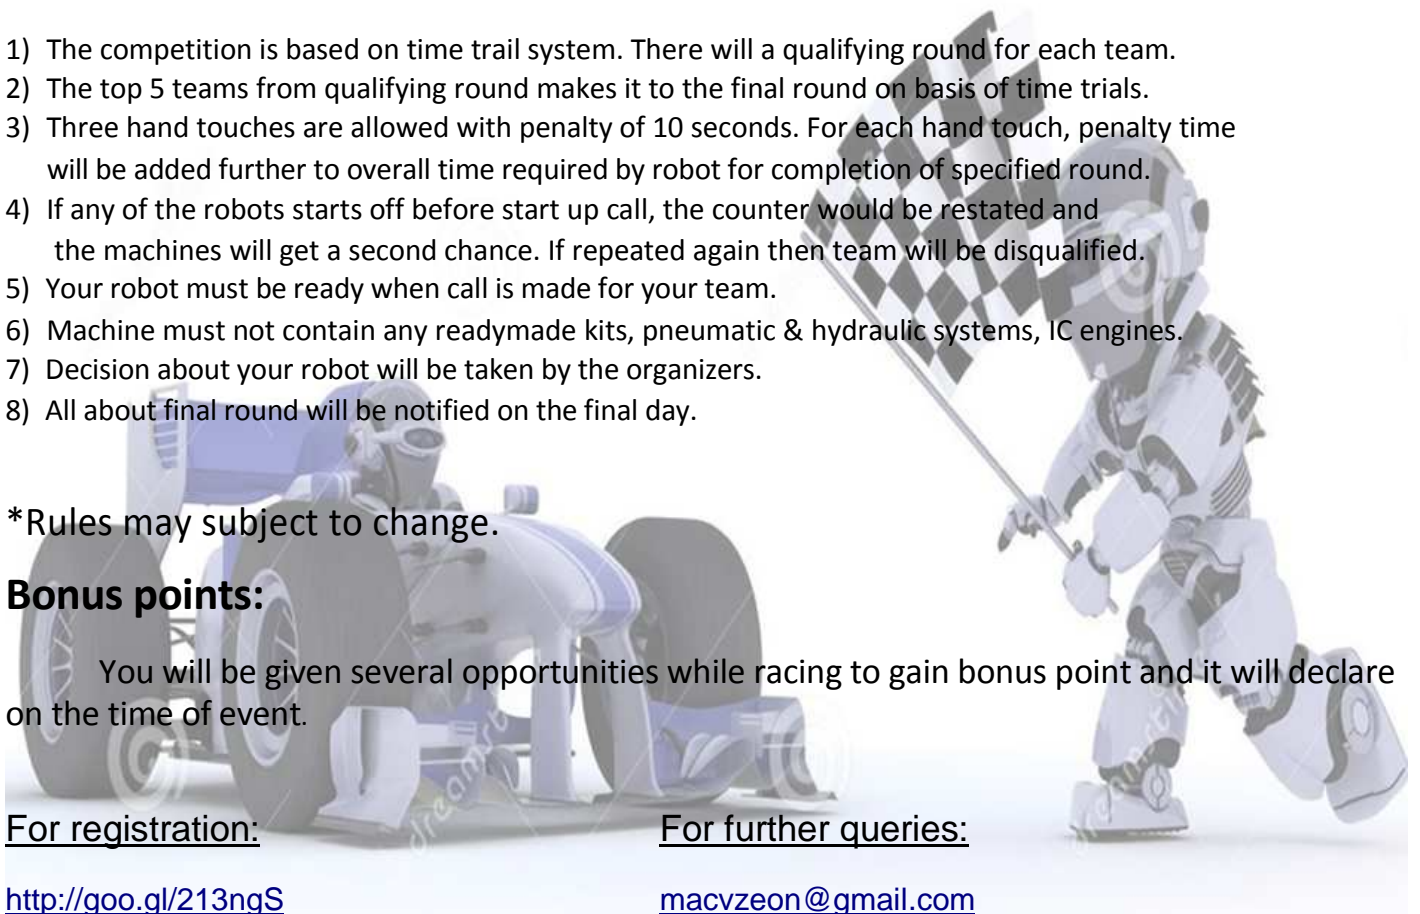 1) The competition is based on time trail system. There will a qualifying round for each team.
2) The top 5 teams from qualifying round makes it to the final round on basis of time trials.
3) Three hand touches are allowed with penalty of 10 seconds. For each hand touch, penalty time
will be added further to overall time required by robot for completion of specified round.
4) If any of the robots starts off before start up call, the counter would be restated and
the machines will get a second chance. If repeated again then team will be disqualified.
5) Your robot must be ready when call is made for your team.
6) Machine must not contain any readymade kits, pneumatic & hydraulic systems, IC engines.
7) Decision about your robot will be taken by the organizers.
8) All about final round will be notified on the final day.
*Rules may subject to change.
Bonus points:
You will be given several opportunities while racing to gain bonus point and it will declare
on the time of event.
For registration: For further queries:
http://goo.gl/213ngS macvzeon@gmail.com